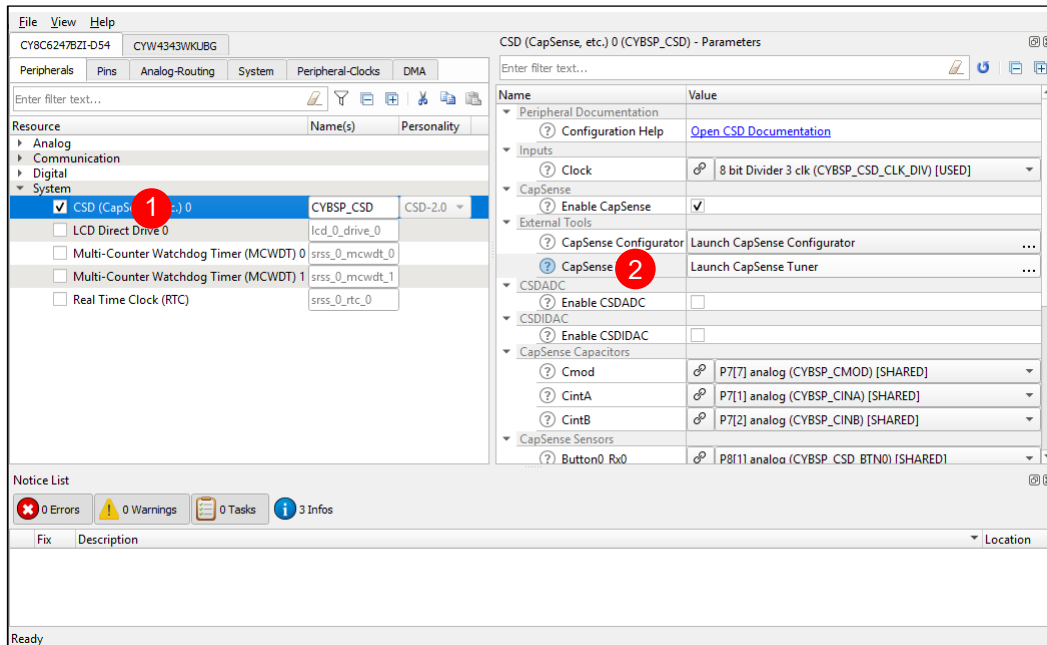 File View Help
CY8C6247BZI-D54 CYW4343WKUBG
Peripherals Pins Analog-Routing System Peripheral-Clocks DMA
Enter filter text...
Resource Name(s) Personality
Analog
Communication
Digital
System
CSD (CapS 1 .) 0 CYBSP_CSD CSD-2.0
LCD Direct Drive 0 lcd_0_drive_0
Multi-Counter Watchdog Timer (MCWDT) 0 srss_0_mcwdt_0
Multi-Counter Watchdog Timer (MCWDT) 1 srss_0_mcwdt_1
Real Time Clock (RTC) srss_0_rtc_0
CSD (CapSense, etc.) 0 (CYBSP_CSD) - Parameters
Enter filter text...
Name Value
Peripheral Documentation
Configuration Help Open CSD Documentation
Inputs
Clock 8 bit Divider 3 clk (CYBSP_CSD_CLK_DIV) [USED]
CapSense
Enable CapSense
External Tools
CapSense Configurator Launch CapSense Configurator ...
CapSense 2 Launch CapSense Tuner ...
CSDADC
Enable CSDADC
CSDIDAC
Enable CSDIDAC
CapSense Capacitors
Cmod P7[7] analog (CYBSP_CMOD) [SHARED]
CintA P7[1] analog (CYBSP_CINA) [SHARED]
CintB P7[2] analog (CYBSP_CINB) [SHARED]
CapSense Sensors
Button0_Rx0 P8[1] analog (CYBSP_CSD_BTN0) [SHARED]
Notice List
0 Errors 0 Warnings 0 Tasks 3 Infos
Fix Description Location
Ready